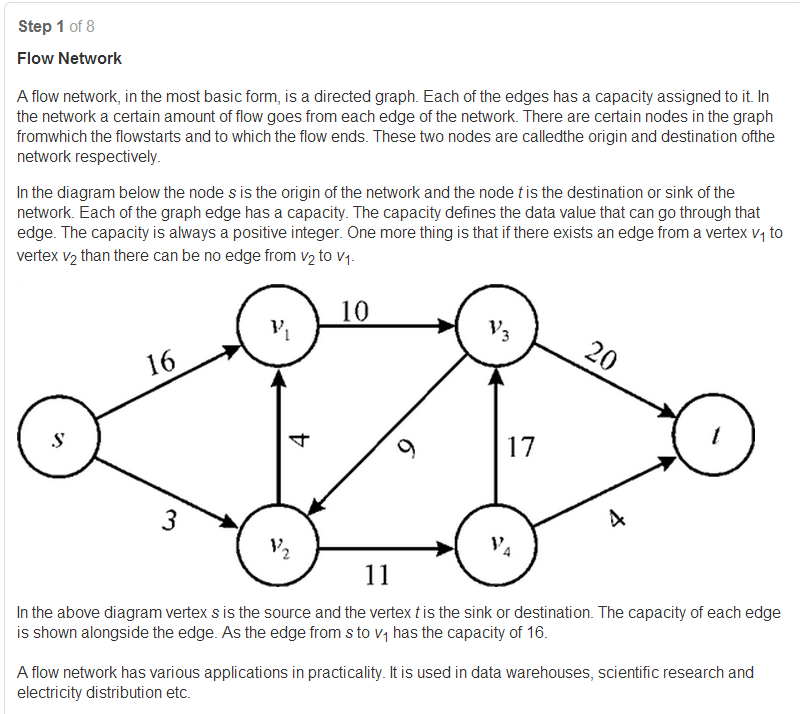 Step 1 of 8
Flow Network
A flow network, in the most basic form, is a directed graph. Each of the edges has a capacity assigned to it. In
the network a certain amount of flow goes from each edge of the network. There are certain nodes in the graph
fromwhich the flowstarts and to which the flow ends. These two nodes are calledthe origin and destination ofthe
network respectively.
In the diagram below the node s is the origin of the network and the node t is the destination or sink of the
network. Each of the graph edge has a capacity. The capacity defines the data value that can go through that
edge. The capacity is always a positive integer. One more thing is that if there exists an edge from a vertex v1 to
vertex v2 than there can be no edge from v2 to v1.
10
v1
v3
16
20
s
4
9
17
t
3
4
v2
v4
11
In the above diagram vertex s is the source and the vertex t is the sink or destination. The capacity of each edge
is shown alongside the edge. As the edge from s to v1 has the capacity of 16.
A flow network has various applications in practicality. It is used in data warehouses, scientific research and
electricity distribution etc.